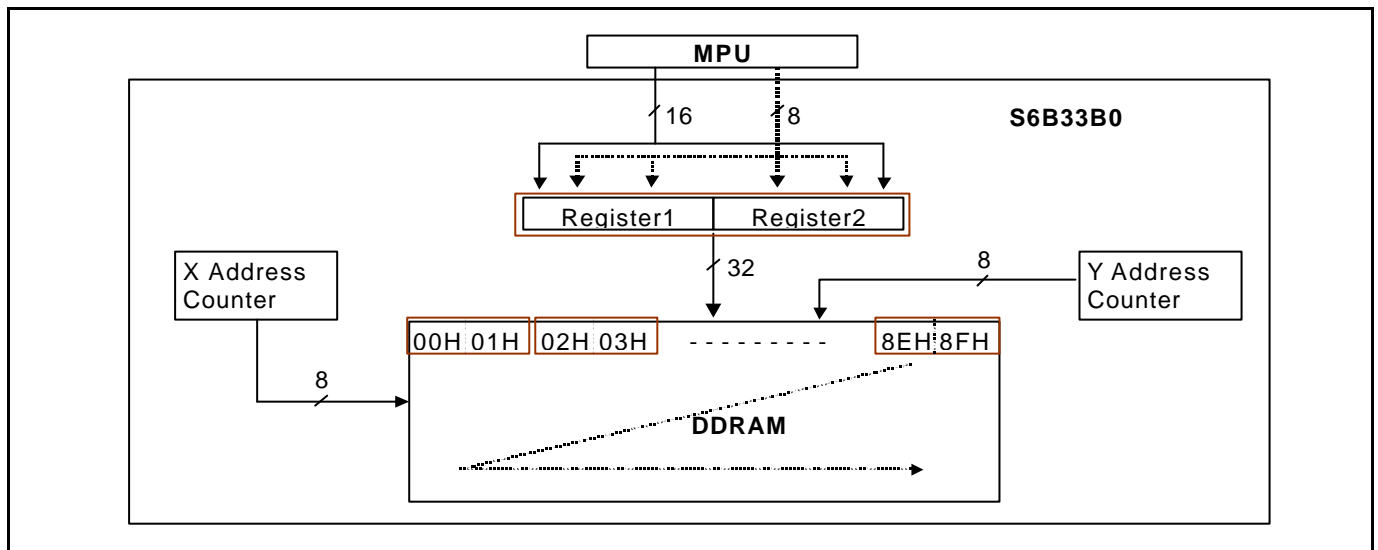 MPU
16
8
S6B33B0
Register1
Register2
X Address
Counter
32
8
Y Address
Counter
00H 01H
02H 03H
- - - - - - - - -
8EH 8FH
8
DDRAM